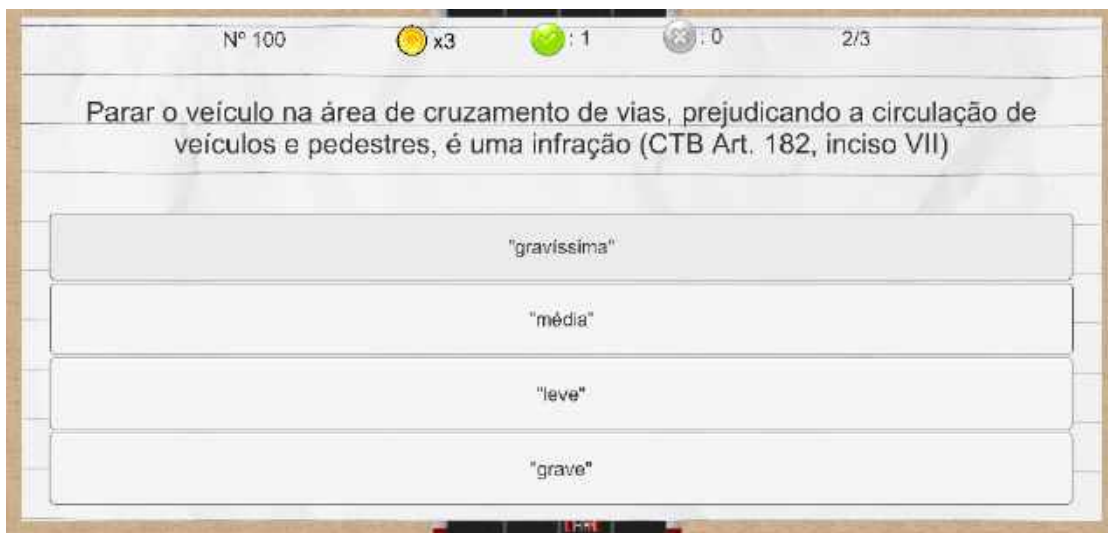 Nº 100 x3 : 1 : 0 2/3
Parar o veículo na área de cruzamento de vias, prejudicando a circulação de
veículos e pedestres, é uma infração (CTB Art. 182, inciso VII)
"gravíssima"
"média"
"leve"
"grave"